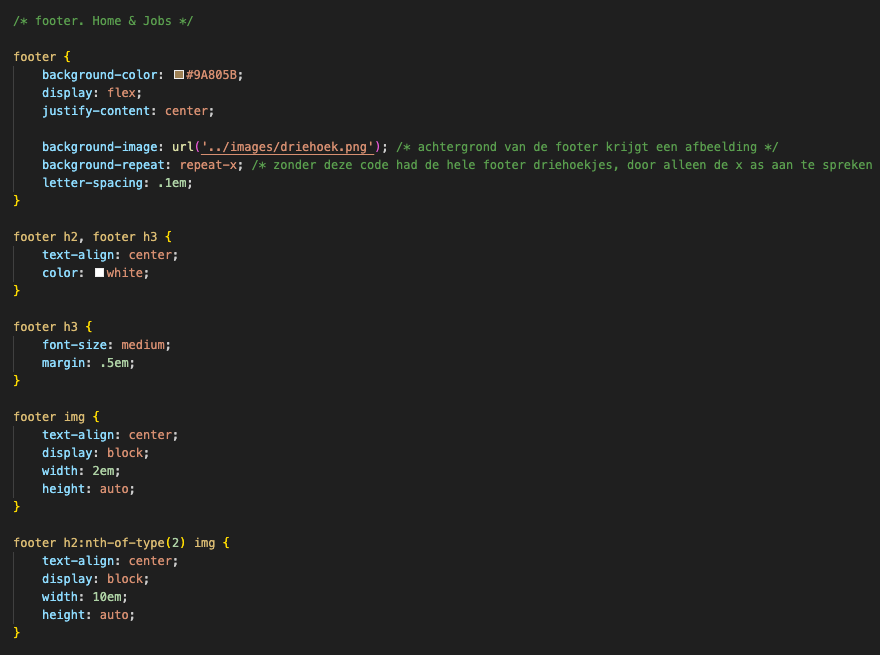 /* footer. Home & Jobs */
footer {
background-color: #9A805B;
display: flex;
justify-content: center;
background-image: url('../images/driehoek.png'); /* achtergrond van de footer krijgt een afbeelding */
background-repeat: repeat-x; /* zonder deze code had de hele footer driehoekjes, door alleen de x as aan te spreken
letter-spacing: .1em;
}
footer h2, footer h3 {
text-align: center;
color: white;
}
footer h3 {
font-size: medium;
margin: .5em;
}
footer img {
text-align: center;
display: block;
width: 2em;
height: auto;
}
footer h2:nth-of-type(2) img {
text-align: center;
display: block;
width: 10em;
height: auto;
}